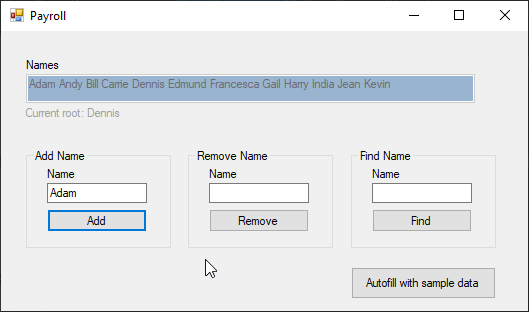 Payroll
Names
Adam Andy Bill Carrie Dennis Edmund Francesca Gail Harry India Jean Kevin
Current root: Dennis
Add Name
Name
Adam
Add
Remove Name
Name
Remove
Find Name
Name
Find
Autofill with sample data